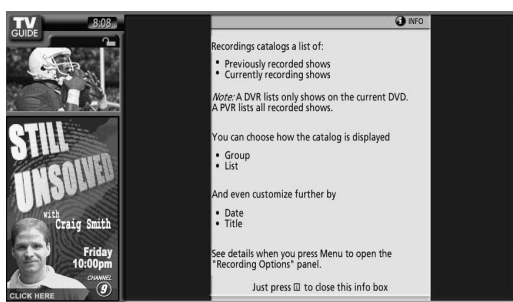 TV
GUIDE
8:08
INFO
Recordings catalogs a list of:
• Previously recorded shows
• Currently recording shows
Note: A DVR lists only shows on the current DVD.
A PVR lists all recorded shows.
You can choose how the catalog is displayed
• Group
• List
And even customize further by
• Date
• Title
See details when you press Menu to open the
"Recording Options" panel.
Just press i to close this info box
STILL
UNSOLVED
with
Craig Smith
Friday
10:00pm
CHANNEL
9
CLICK HERE